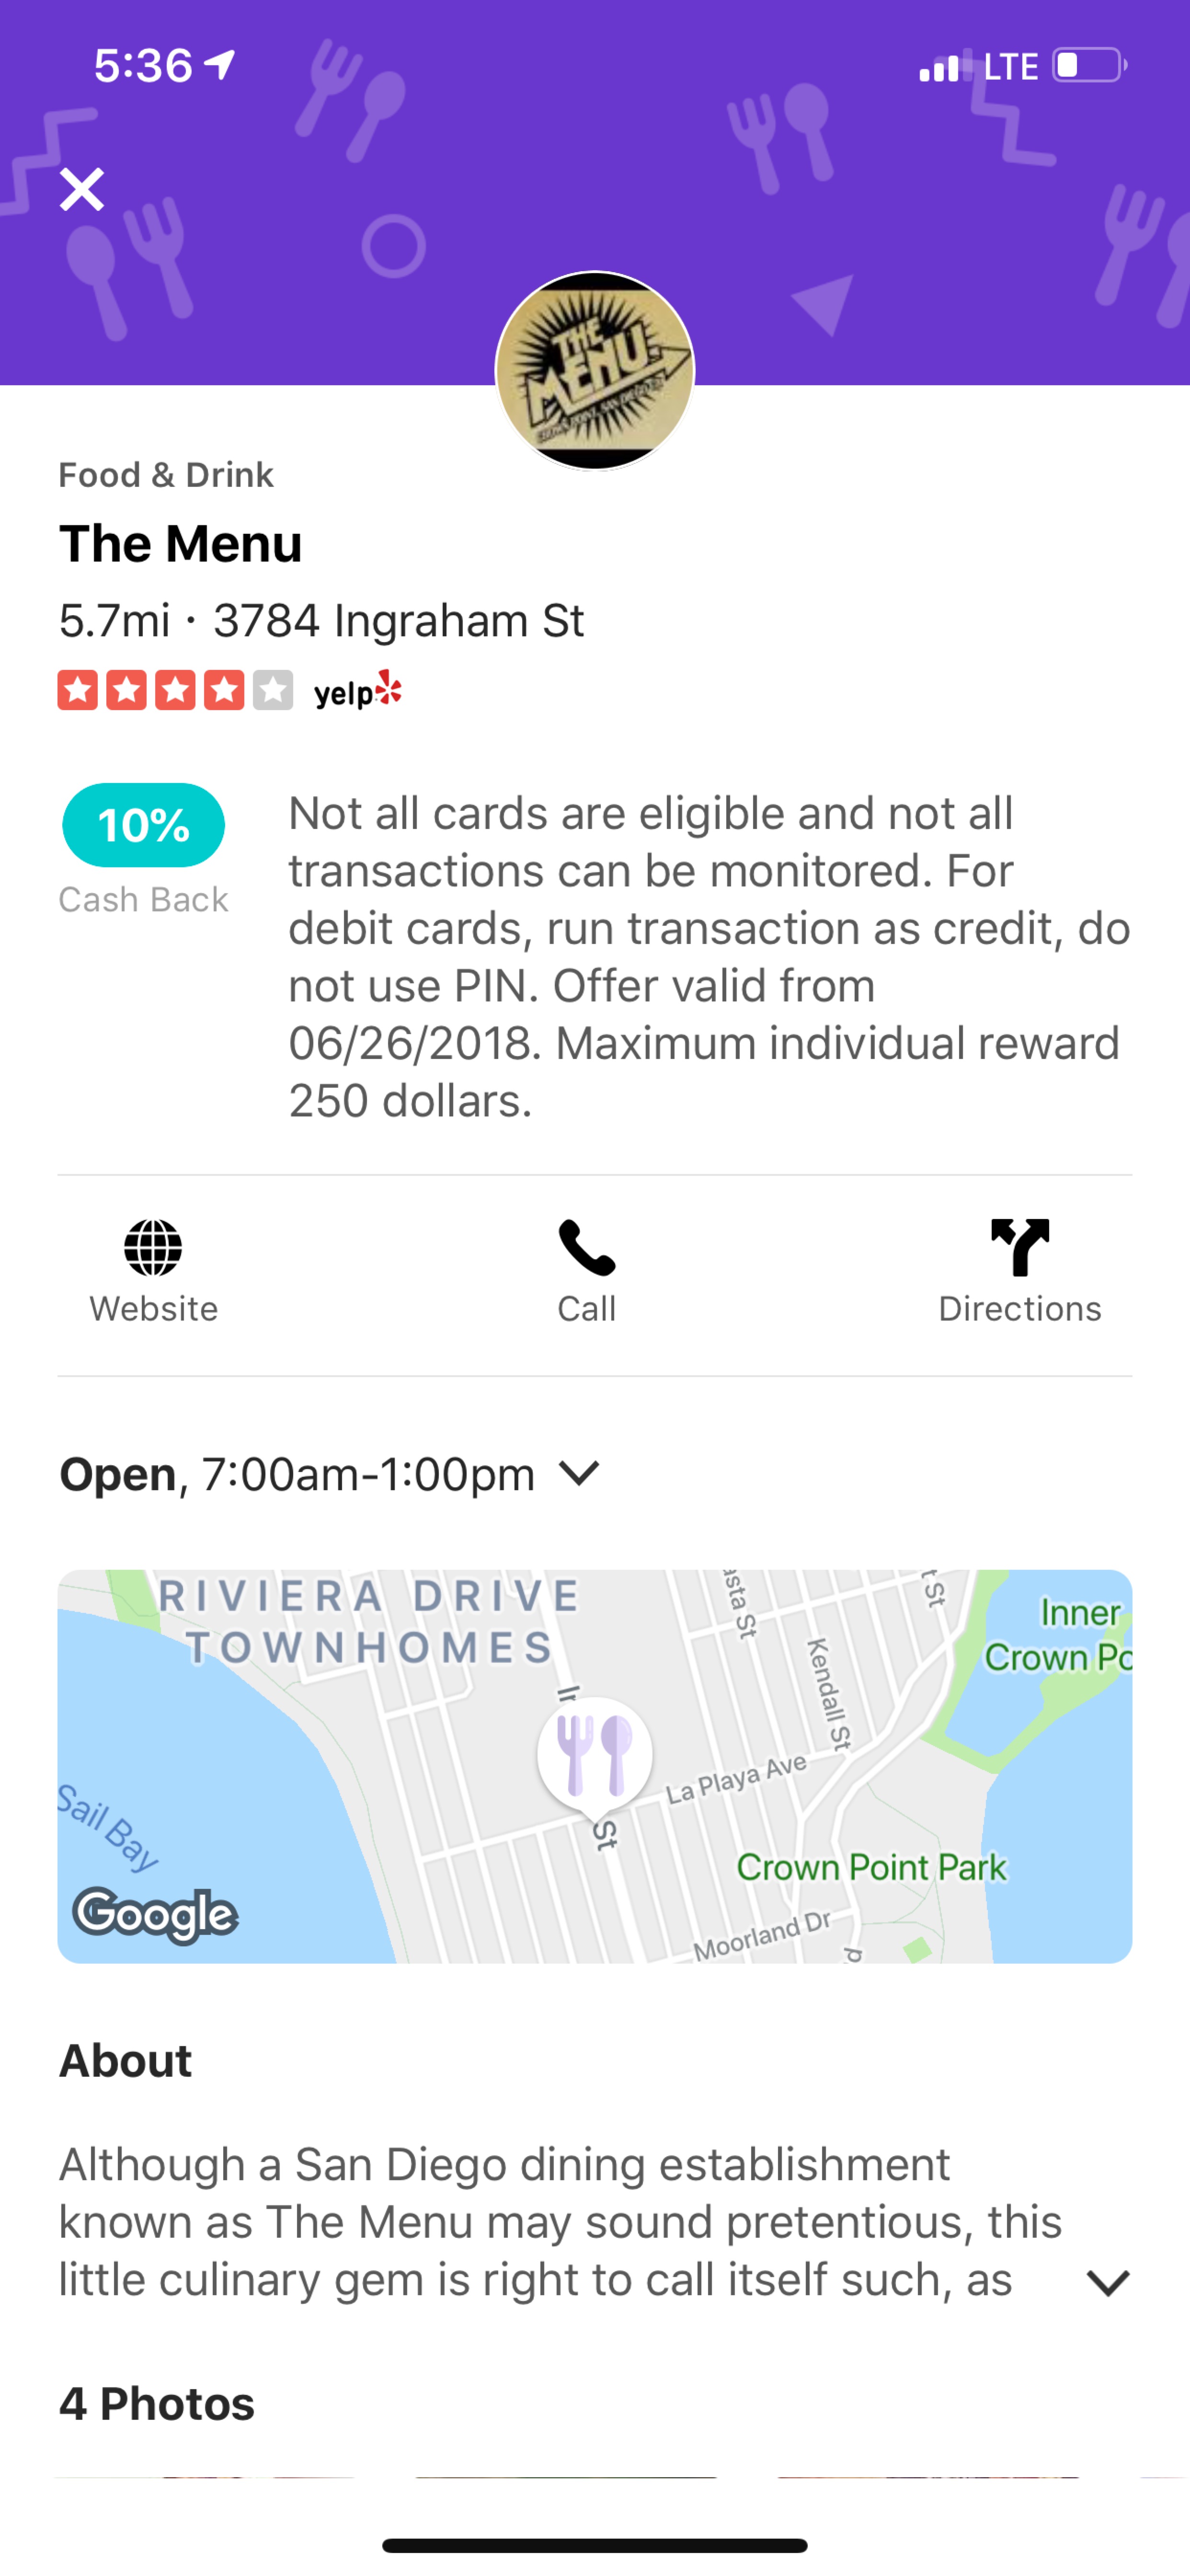 5:36
LTE
THE
MENU
Food & Drink
The Menu
5.7mi · 3784 Ingraham St
yelp
10%
Cash Back
Not all cards are eligible and not all
transactions can be monitored. For
debit cards, run transaction as credit, do
not use PIN. Offer valid from
06/26/2018. Maximum individual reward
250 dollars.
Website
Call
Directions
Open, 7:00am-1:00pm
RIVIERA DRIVE
TOWNHOMES
asta St
t St
Inner
Crown Po
Kendall St
Ir
La Playa Ave
Sail Bay
St
Crown Point Park
Google
Moorland Dr
About
Although a San Diego dining establishment
known as The Menu may sound pretentious, this
little culinary gem is right to call itself such, as
4 Photos